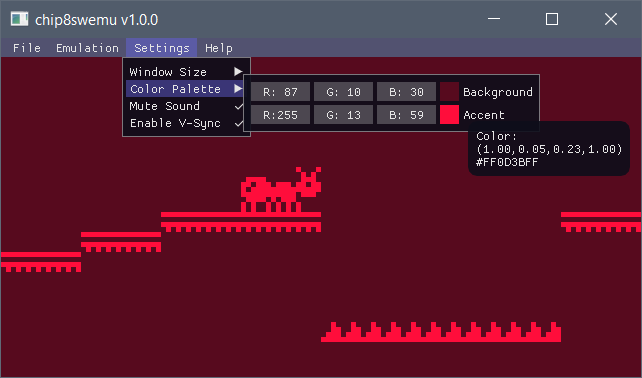 chip8swemu v1.0.0
File Emulation Settings Help
Window Size
Color Palette
Mute Sound
Enable V-Sync
R: 87 G: 10 B: 30 Background
R:255 G: 13 B: 59 Accent
Color:
(1.00,0.05,0.23,1.00)
#FF0D3BFF